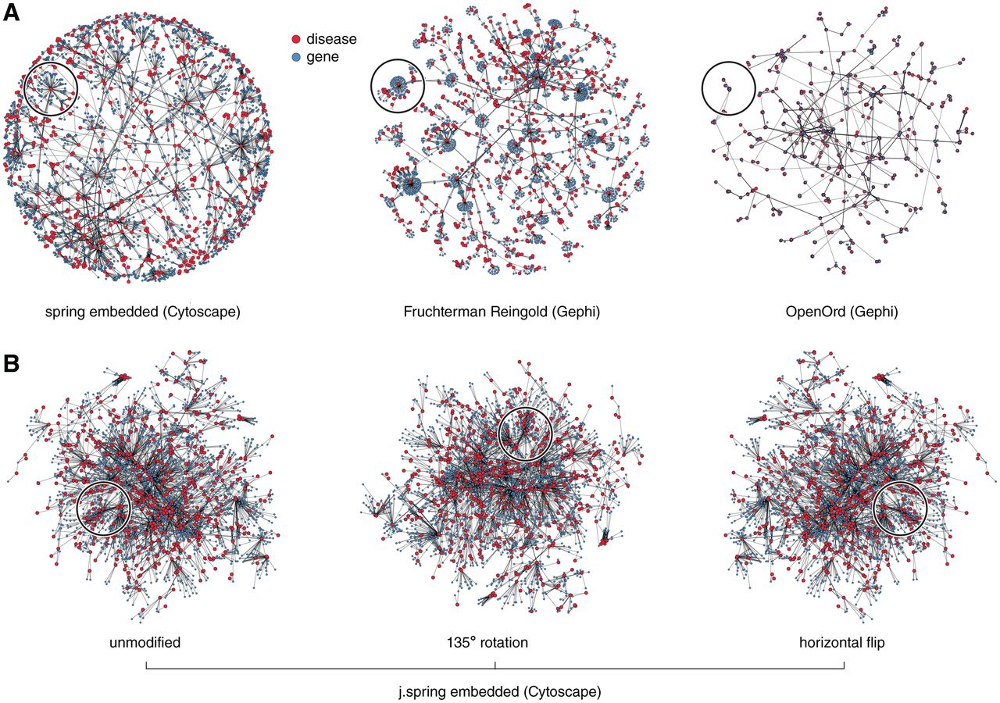 A
disease
gene
spring embedded (Cytoscape)
Fruchterman Reingold (Gephi)
OpenOrd (Gephi)
B
unmodified
135° rotation
horizontal flip
j.spring embedded (Cytoscape)